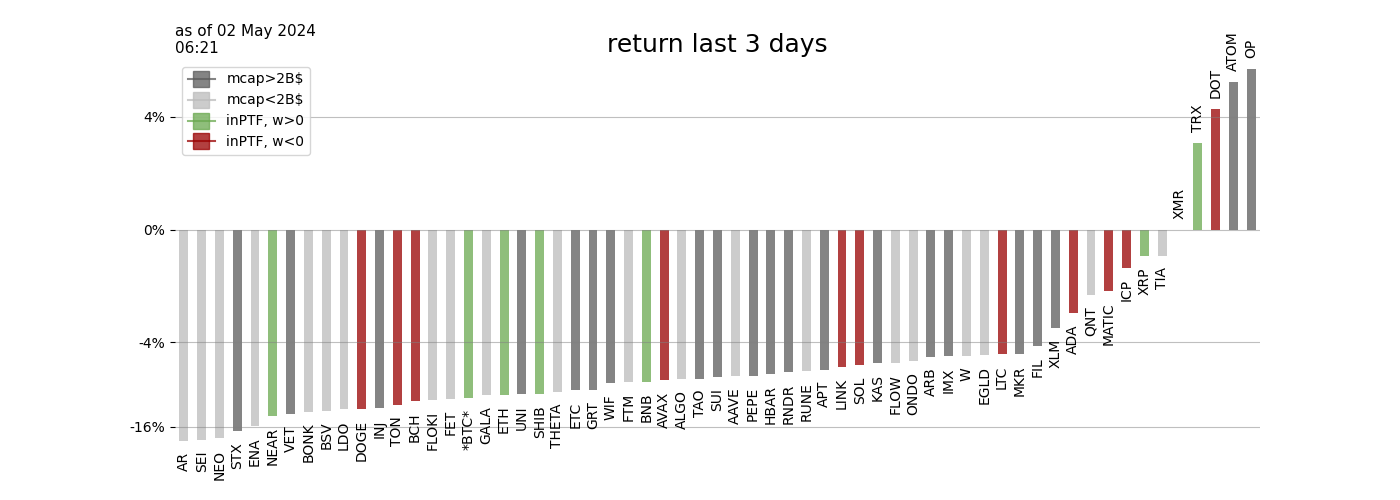 as of 02 May 2024
06:21
return last 3 days
mcap>2B$
mcap<2B$
inPTF, w>0
inPTF, w<0
4%
0%
-4%
-16%
AR
SEI
NEO
STX
ENA
NEAR
VET
BONK
BSV
LDO
DOGE
INJ
TON
BCH
FLOKI
FET
*BTC*
GALA
ETH
UNI
SHIB
THETA
ETC
GRT
WIF
FTM
BNB
AVAX
ALGO
TAO
SUI
AAVE
PEPE
HBAR
RNDR
RUNE
APT
LINK
SOL
KAS
FLOW
ONDO
ARB
IMX
W
EGLD
LTC
MKR
FIL
XLM
ADA
QNT
MATIC
ICP
XRP
TIA
XMR
TRX
DOT
ATOM
OP